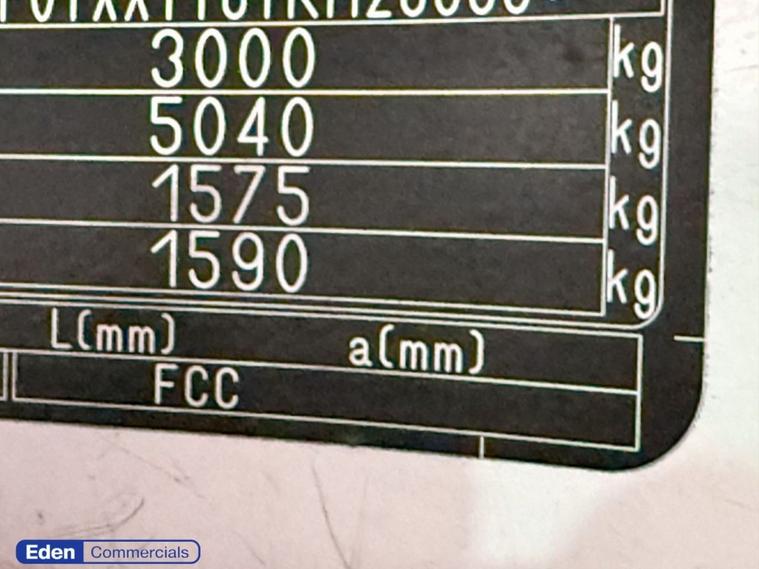 3000 kg
5040 kg
1575 kg
1590 kg
L(mm) a(mm)
FCC
Eden Commercials